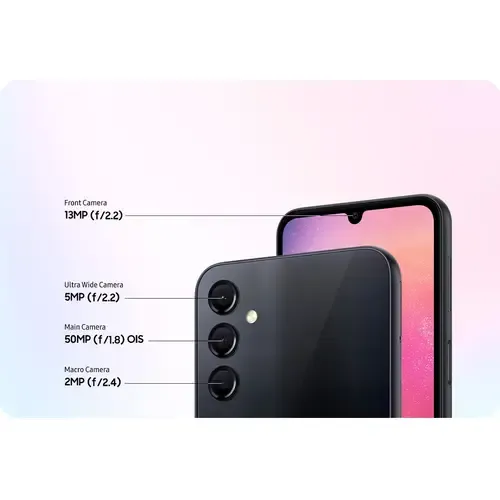 Front Camera
13MP (f/2.2)
Ultra Wide Camera
5MP (f/2.2)
Main Camera
50MP (f/1.8) OIS
Macro Camera
2MP (f/2.4)